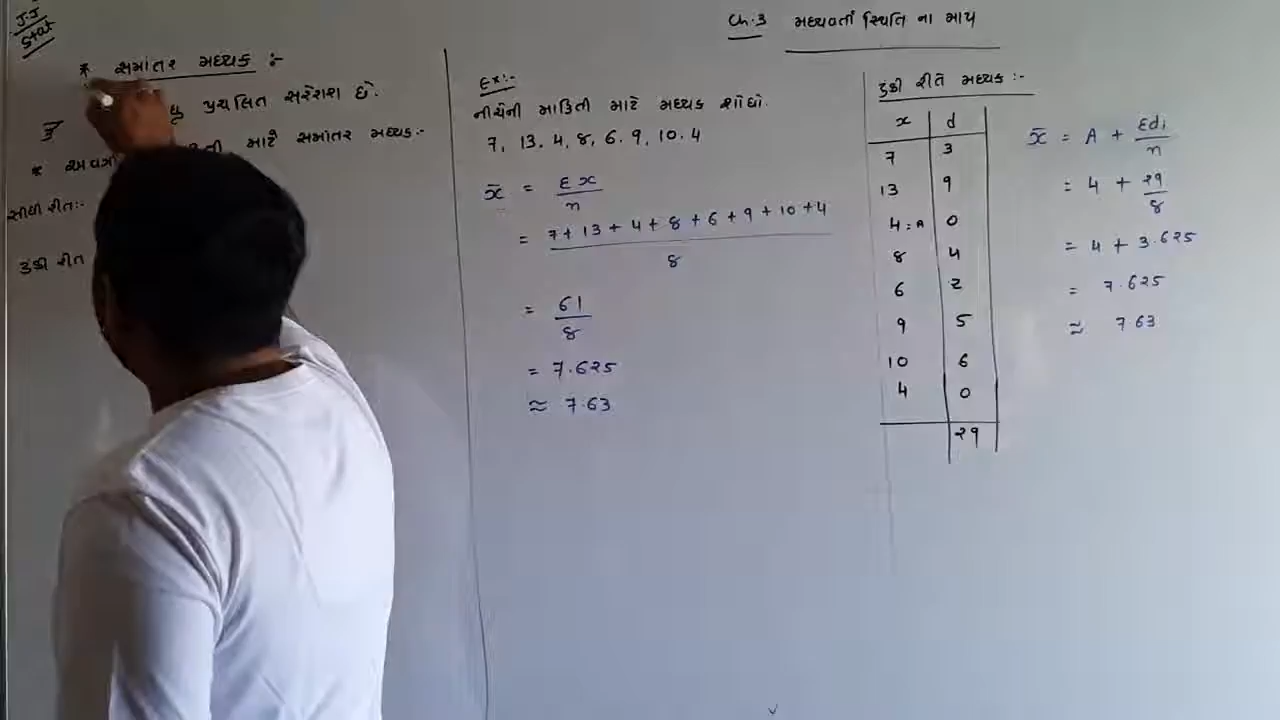 J.J
Stat
Ch.3 મધ્યવર્તી સ્થિતિ ના માપ
* સમાંતર મધ્યક :-
પ્રચલિત સરેરાશ છે.
* માટે સમાંતર મધ્યક:-
સીધી રીત:-
ટુંકી રીત
Ex:-
નીચેની માહિતી માટે મધ્યક શોધો.
7, 13, 4, 8, 6, 9, 10, 4
x̄ = Σx / n
= 7 + 13 + 4 + 8 + 6 + 9 + 10 + 4 / 8
= 61 / 8
= 7.625
≈ 7.63
ટુંકી રીતે મધ્યક :-
x d
7 3
13 9
4 = A 0
8 4
6 2
9 5
10 6
4 0
29
x̄ = A + Σdi / n
= 4 + 29 / 8
= 4 + 3.625
= 7.625
≈ 7.63